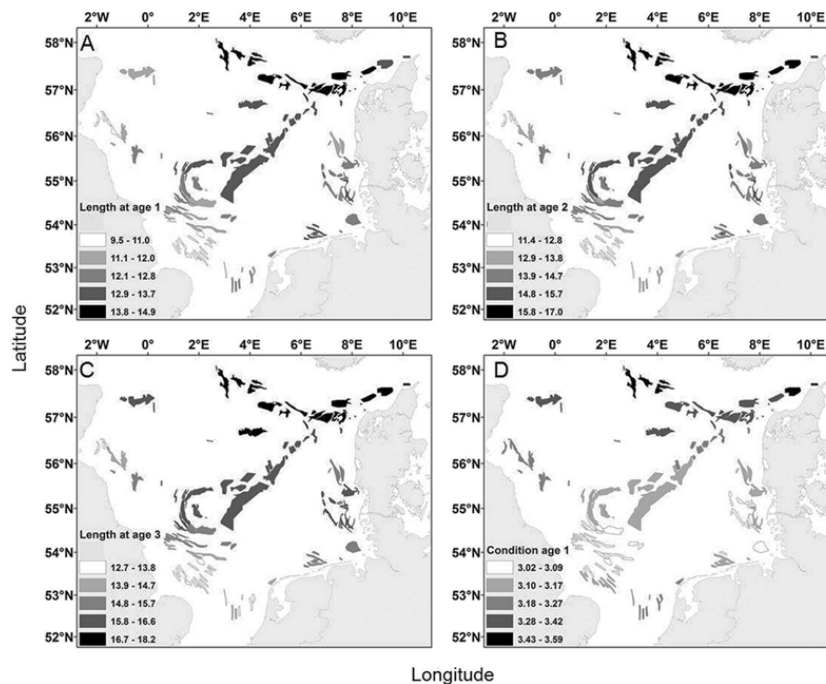 2°W 0° 2°E 4°E 6°E 8°E 10°E
2°W 0° 2°E 4°E 6°E 8°E 10°E
A
B
58°N
57°N
56°N
55°N
54°N
53°N
52°N
Length at age 1
9.5 - 11.0
11.1 - 12.0
12.1 - 12.8
12.9 - 13.7
13.8 - 14.9
58°N
57°N
56°N
55°N
54°N
53°N
52°N
Length at age 2
11.4 - 12.8
12.9 - 13.8
13.9 - 14.7
14.8 - 15.7
15.8 - 17.0
Latitude
2°W 0° 2°E 4°E 6°E 8°E 10°E
2°W 0° 2°E 4°E 6°E 8°E 10°E
C
D
58°N
57°N
56°N
55°N
54°N
53°N
52°N
Length at age 3
12.7 - 13.8
13.9 - 14.7
14.8 - 15.7
15.8 - 16.6
16.7 - 18.2
58°N
57°N
56°N
55°N
54°N
53°N
52°N
Condition age 1
3.02 - 3.09
3.10 - 3.17
3.18 - 3.27
3.28 - 3.42
3.43 - 3.59
Longitude